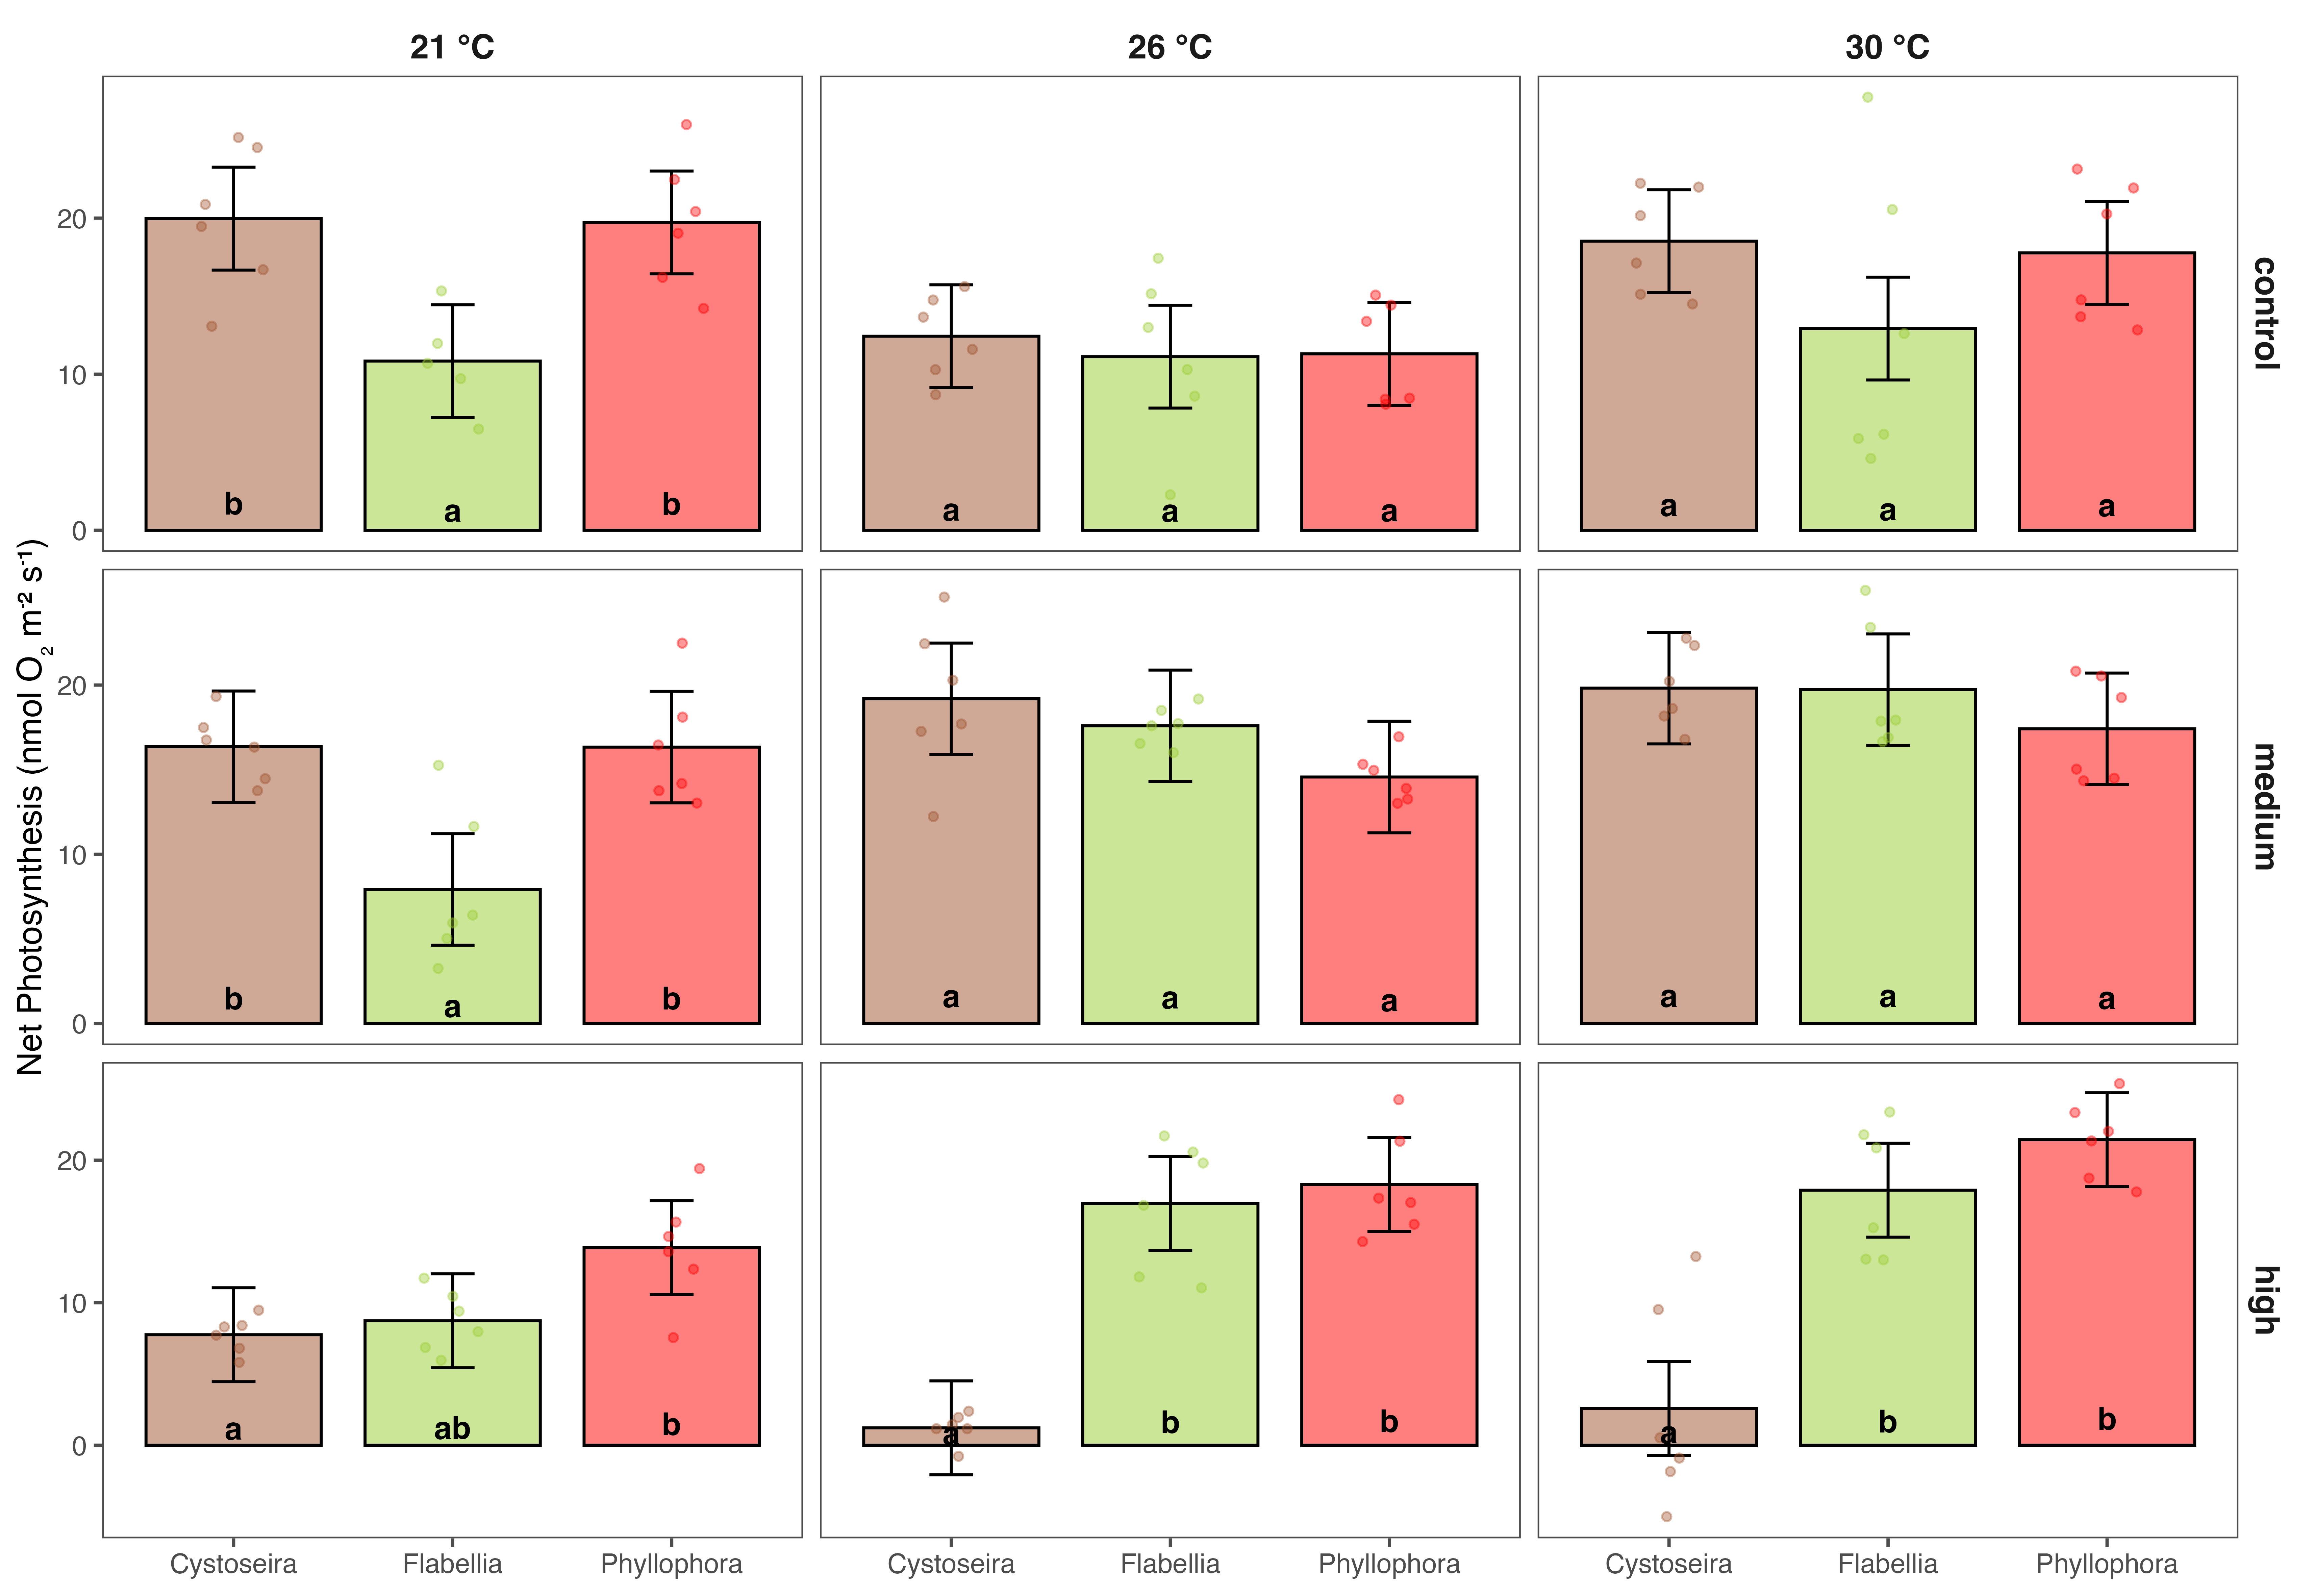 21 °C
26 °C
30 °C
Net Photosynthesis (nmol O₂ m⁻² s⁻¹)
20
10
0
b
a
b
a
a
a
a
a
a
control
20
10
0
b
a
b
a
a
a
a
a
a
medium
20
10
0
a
ab
b
a
b
b
a
b
b
high
Cystoseira
Flabellia
Phyllophora
Cystoseira
Flabellia
Phyllophora
Cystoseira
Flabellia
Phyllophora